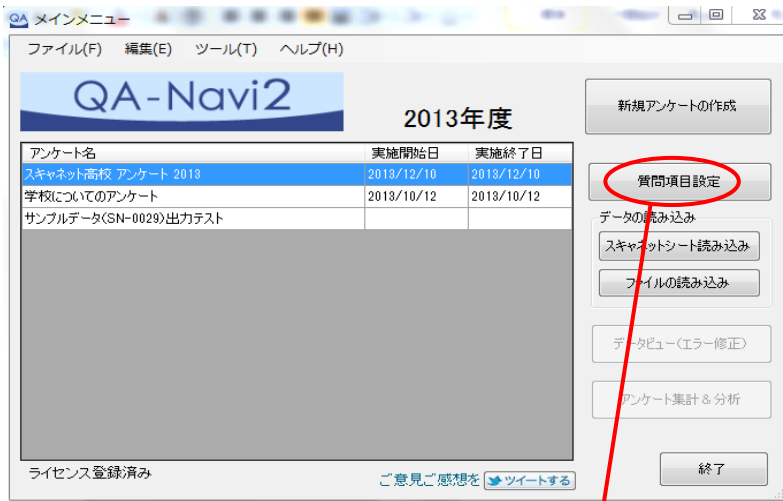 QA メインメニュー
ファイル(F) 編集(E) ツール(T) ヘルプ(H)
QA-Navi2
2013年度
新規アンケートの作成
アンケート名 実施開始日 実施終了日
スキャネット高校 アンケート 2013 2013/12/10 2013/12/10
学校についてのアンケート 2013/10/12 2013/10/12
サンプルデータ(SN-0029)出力テスト
質問項目設定
データの読み込み
スキャネットシート読み込み
ファイルの読み込み
データビュー(エラー修正)
アンケート集計 & 分析
ライセンス登録済み
ご意見ご感想を ツイートする
終了